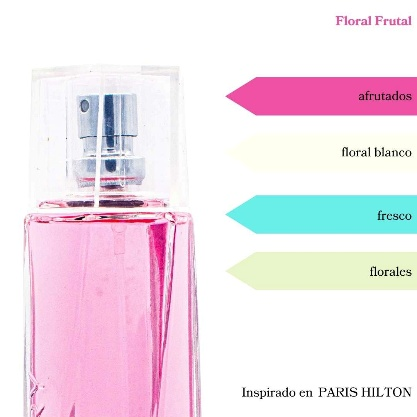 Floral Frutal
afrutados
floral blanco
fresco
florales
Inspirado en PARIS HILTON